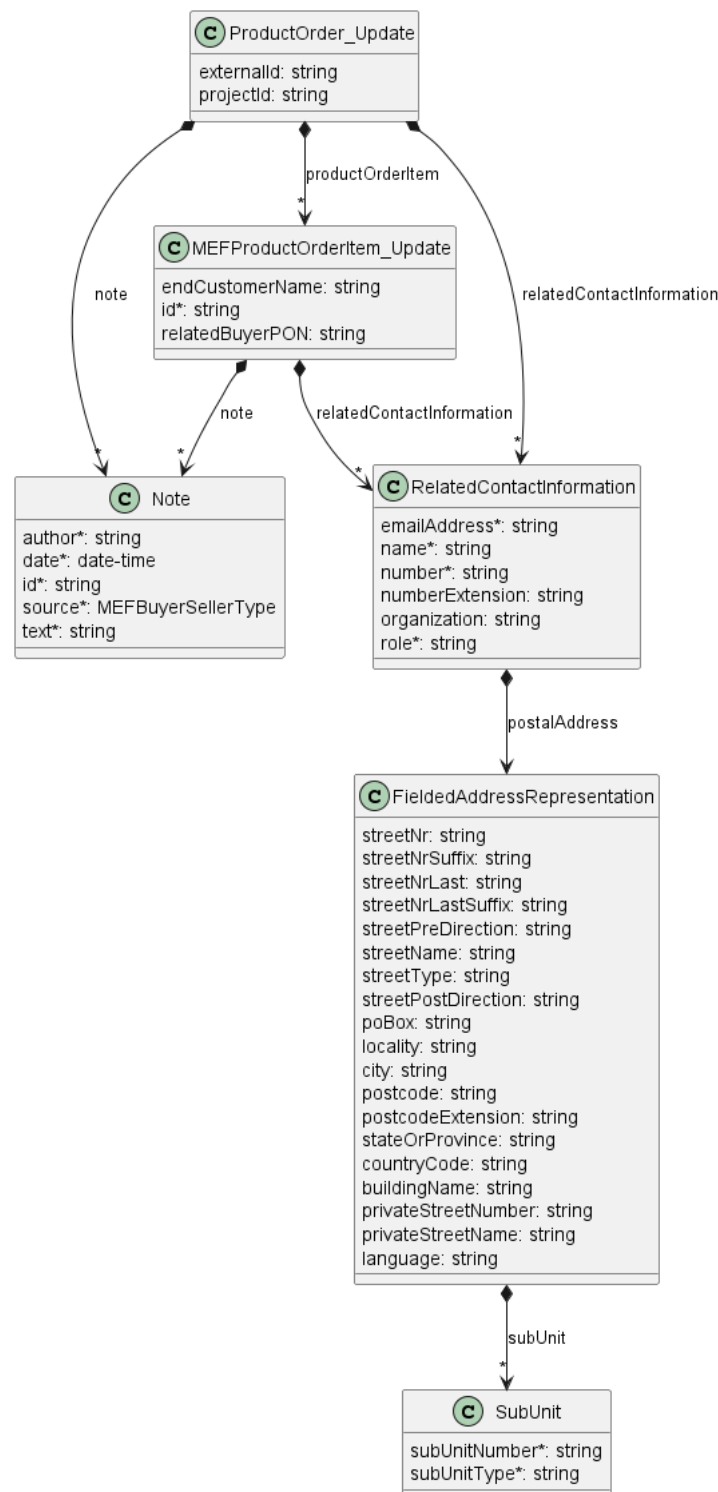 C ProductOrder_Update
externalId: string
projectId: string
productOrderItem
*
C MEFProductOrderItem_Update
endCustomerName: string
id*: string
relatedBuyerPON: string
note
relatedContactInformation
note
relatedContactInformation
*
*
*
*
C Note
author*: string
date*: date-time
id*: string
source*: MEFBuyerSellerType
text*: string
C RelatedContactInformation
emailAddress*: string
name*: string
number*: string
numberExtension: string
organization: string
role*: string
postalAddress
C FieldedAddressRepresentation
streetNr: string
streetNrSuffix: string
streetNrLast: string
streetNrLastSuffix: string
streetPreDirection: string
streetName: string
streetType: string
streetPostDirection: string
poBox: string
locality: string
city: string
postcode: string
postcodeExtension: string
stateOrProvince: string
countryCode: string
buildingName: string
privateStreetNumber: string
privateStreetName: string
language: string
subUnit
*
C SubUnit
subUnitNumber*: string
subUnitType*: string